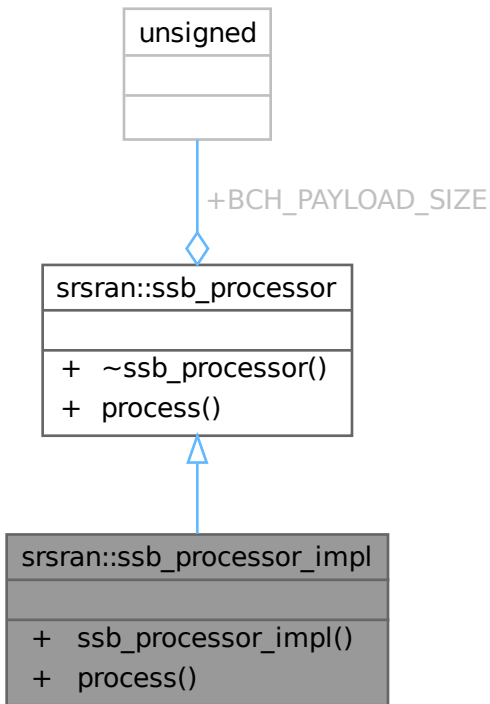 unsigned
+BCH_PAYLOAD_SIZE
srsran::ssb_processor
+ ~ssb_processor()
+ process()
srsran::ssb_processor_impl
+ ssb_processor_impl()
+ process()